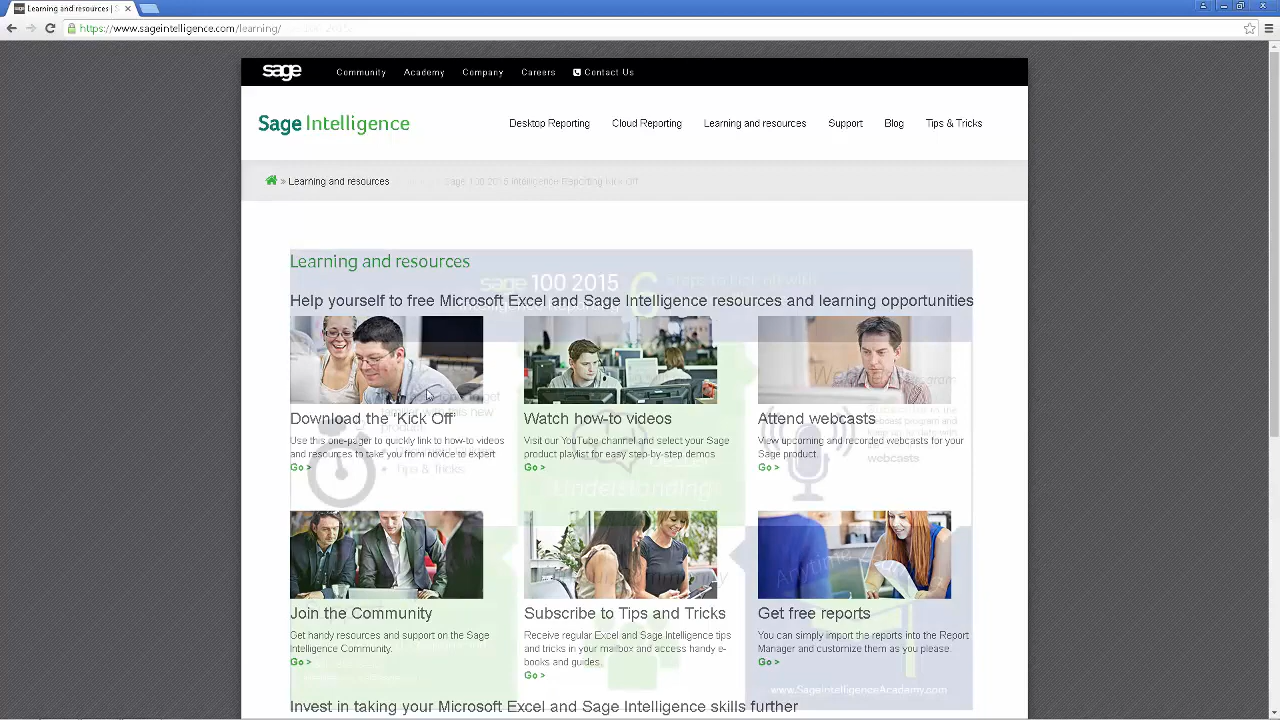 Learning and resources | S
https://www.sageintelligence.com/learning/
sage Community Academy Company Careers Contact Us
Sage Intelligence Desktop Reporting Cloud Reporting Learning and resources Support Blog Tips & Tricks
» Learning and resources Sage 100 2015 Intelligence Reporting Kick Off
Learning and resources
sage 100 2015 6 steps to kick off with
Help yourself to free Microsoft Excel and Sage Intelligence resources and learning opportunities
Download the 'Kick Off'
Use this one-pager to quickly link to how-to videos
and resources to take you from novice to expert
Go >
Watch how-to videos
Visit our YouTube channel and select your Sage
product playlist for easy step-by-step demos.
Go >
Attend webcasts
View upcoming and recorded webcasts for your
Sage product.
Go >
webcasts
Tips & Tricks
Understanding
Join the Community
Get handy resources and support on the Sage
Intelligence Community.
Go >
Subscribe to Tips and Tricks
Receive regular Excel and Sage Intelligence tips
and tricks in your mailbox and access handy e-
books and guides.
Go >
Get free reports
You can simply import the reports into the Report
Manager and customize them as you please.
Go >
Anytime
www.SageIntelligenceAcademy.com
Invest in taking your Microsoft Excel and Sage Intelligence skills further